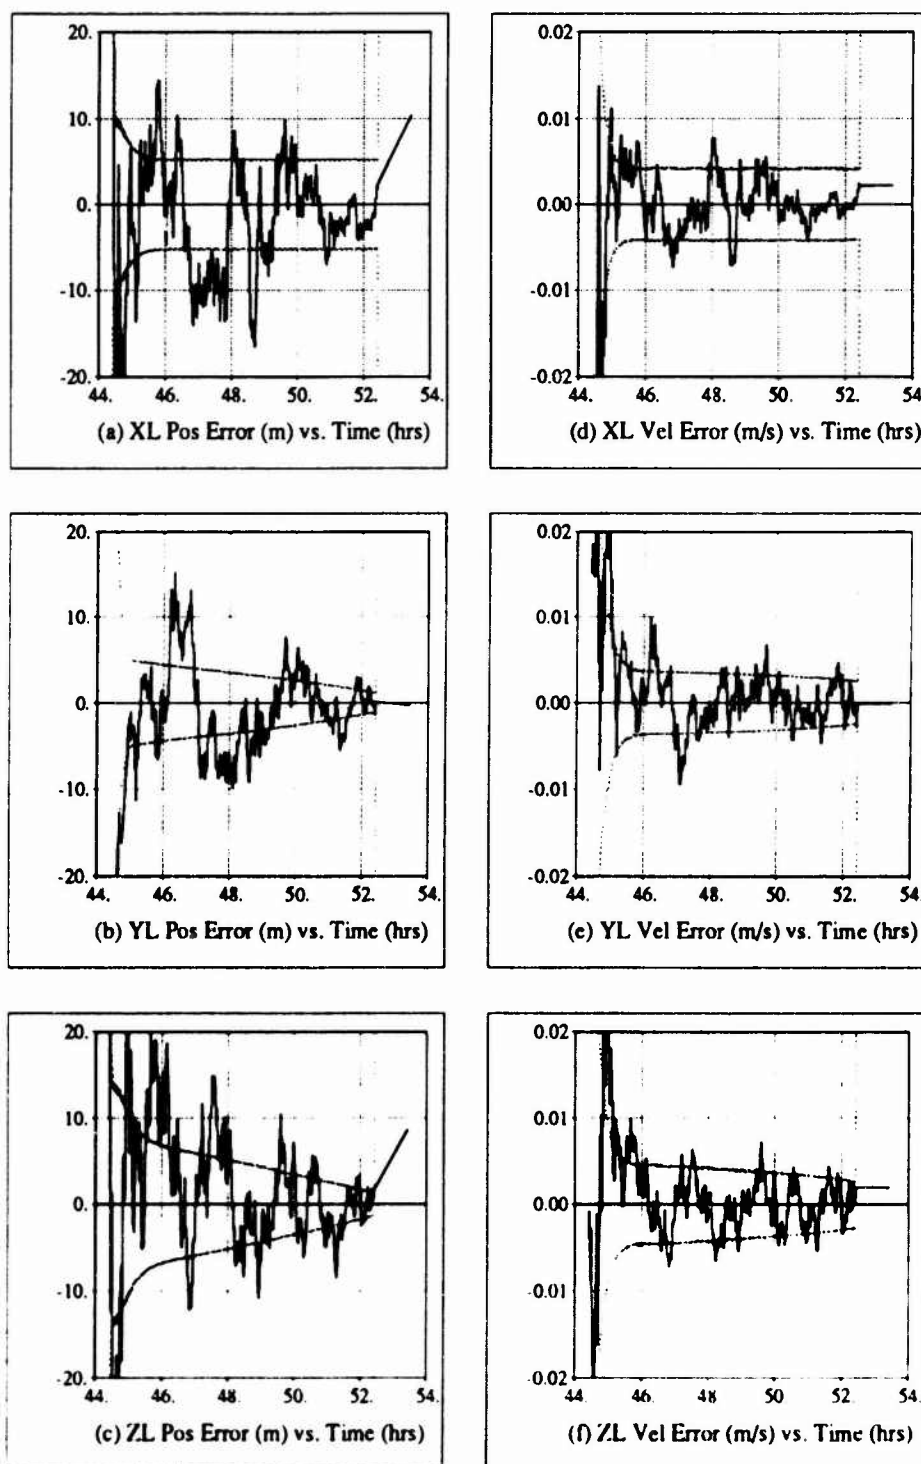 20.
10.
0.
-10.
-20.
44. 46. 48. 50. 52. 54.
(a) XL Pos Error (m) vs. Time (hrs)
0.02
0.01
0.00
-0.01
-0.02
44. 46. 48. 50. 52. 54.
(d) XL Vel Error (m/s) vs. Time (hrs)
20.
10.
0.
-10.
-20.
44. 46. 48. 50. 52. 54.
(b) YL Pos Error (m) vs. Time (hrs)
0.02
0.01
0.00
-0.01
-0.02
44. 46. 48. 50. 52. 54.
(e) YL Vel Error (m/s) vs. Time (hrs)
20.
10.
0.
-10.
-20.
44. 46. 48. 50. 52. 54.
(c) ZL Pos Error (m) vs. Time (hrs)
0.02
0.01
0.00
-0.01
-0.02
44 46. 48 50. 52. 54.
(f) ZL Vel Error (m/s) vs. Time (hrs)